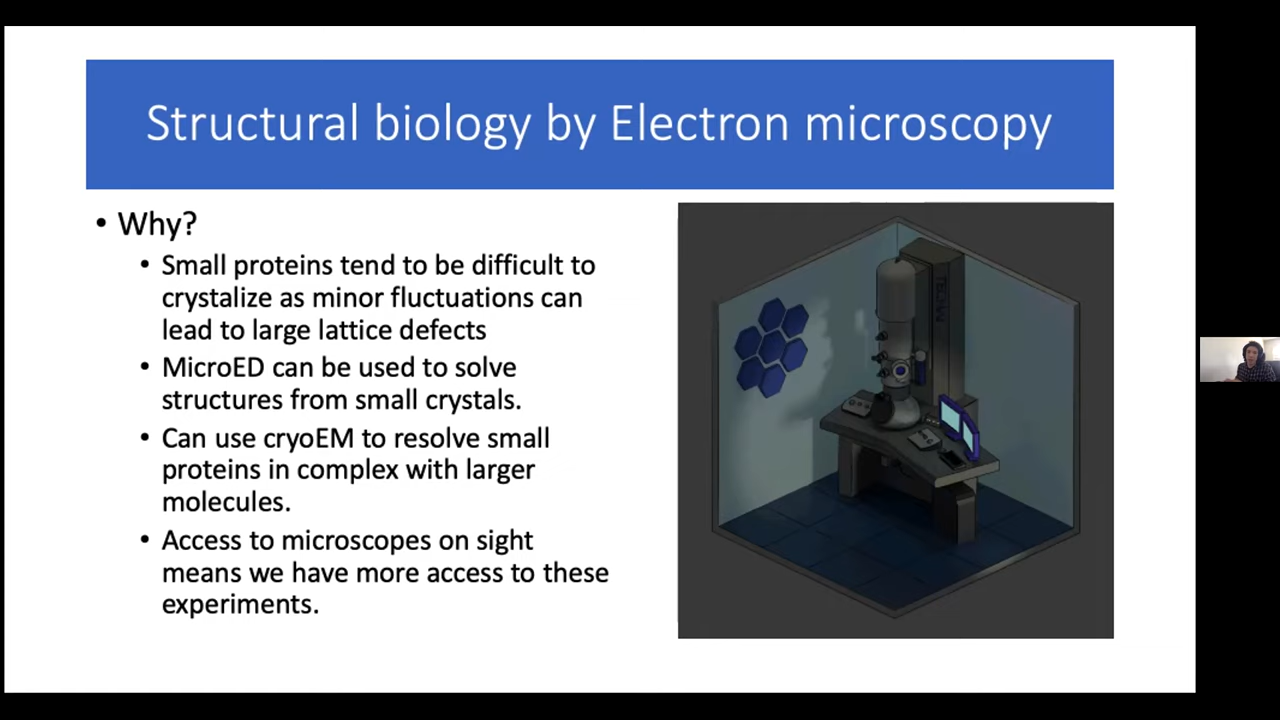 Structural biology by Electron microscopy
• Why?
• Small proteins tend to be difficult to
crystalize as minor fluctuations can
lead to large lattice defects
• MicroED can be used to solve
structures from small crystals.
• Can use cryoEM to resolve small
proteins in complex with larger
molecules.
• Access to microscopes on sight
means we have more access to these
experiments.